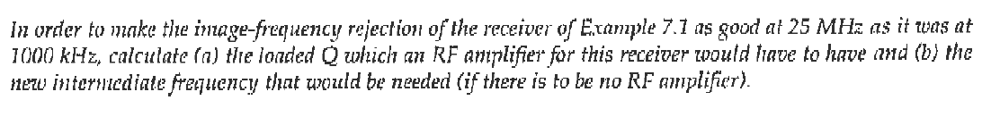 In order to make the image-frequency rejection of the receiver of Example 7.1 as good at 25 MHz as it was at
1000 kHz, calculate (a) the loaded Q which an RF amplifier for this receiver would have to have and (b) the
new intermediate frequency that would be needed (if there is to be no RF amplifier).